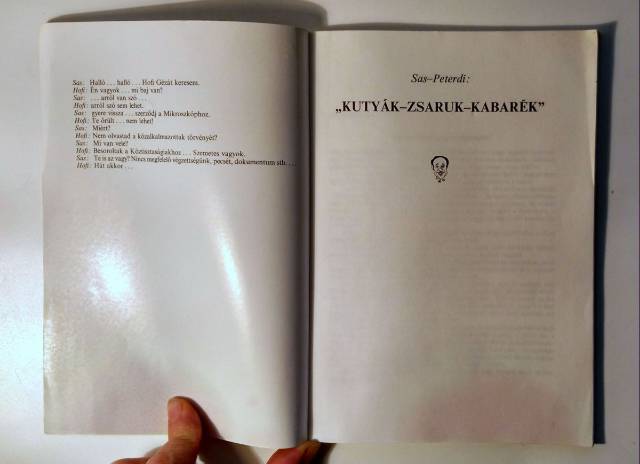 Sas: Halló . . . halló . . . Hofi Gézát keresem.
Hofi: Én vagyok . . . mi baj van?
Sas: . . . arról van szó . . .
Hofi: arról szó sem lehet.
Sas: gyere vissza . . . szerződj a Mikroszkóphoz.
Hofi: Te őrült . . . nem lehet!
Sas: Miért?
Hofi: Nem olvastad a közalkalmazottak törvényét?
Sas: Mi van vele?
Hofi: Besoroltak a Köztisztaságiakhoz . . . Szemetes vagyok.
Sas: Te is az vagy? Nincs megfelelő végzettségünk, pecsét, dokumentum stb. . . .
Hofi: Hát akkor . . .
Sas–Peterdi:
„KUTYÁK–ZSARUK–KABARÉK”